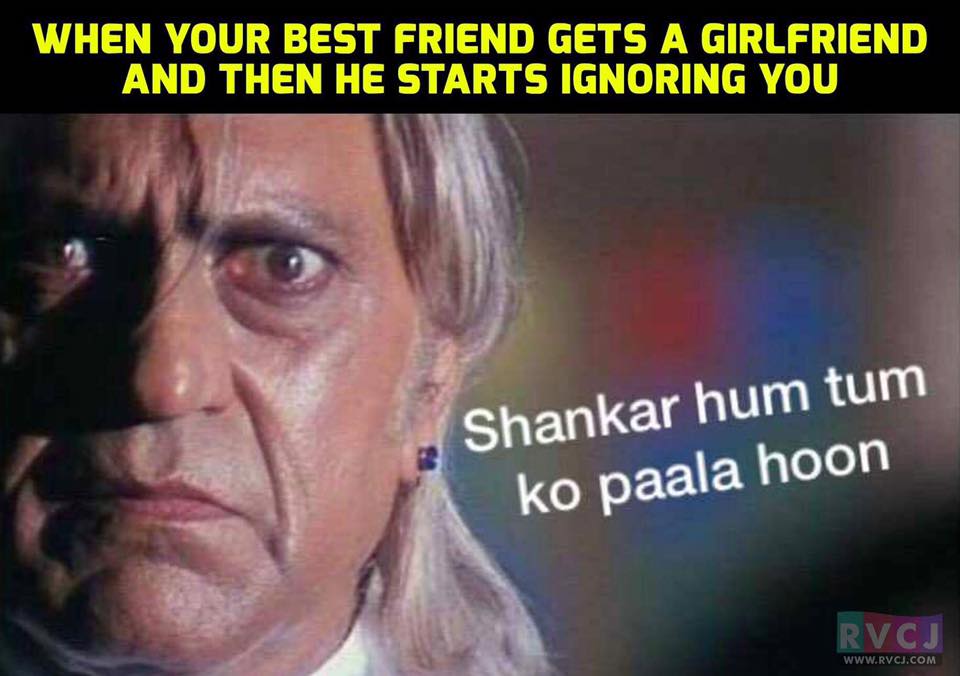 WHEN YOUR BEST FRIEND GETS A GIRLFRIEND
AND THEN HE STARTS IGNORING YOU
Shankar hum tum
ko paala hoon
RVCJ
WWW.RVCJ.COM